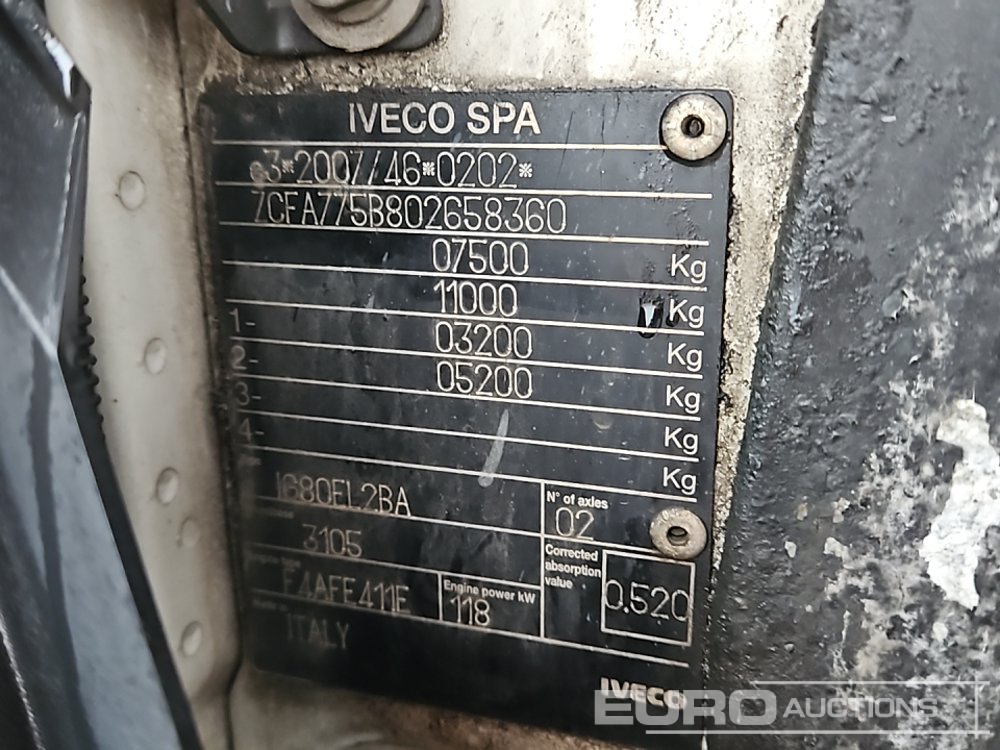 IVECO SPA
e3*2007/46*0202*
ZCFA775B802658360
07500 Kg
11000 Kg
1- 03200 Kg
2- 05200 Kg
3- Kg
4- Kg
I680EL2BA
N° of axles
02
3105
Corrected absorption value
0.520
F4AFE411E
Engine power kW
118
ITALY
IVECO
EURO AUCTIONS